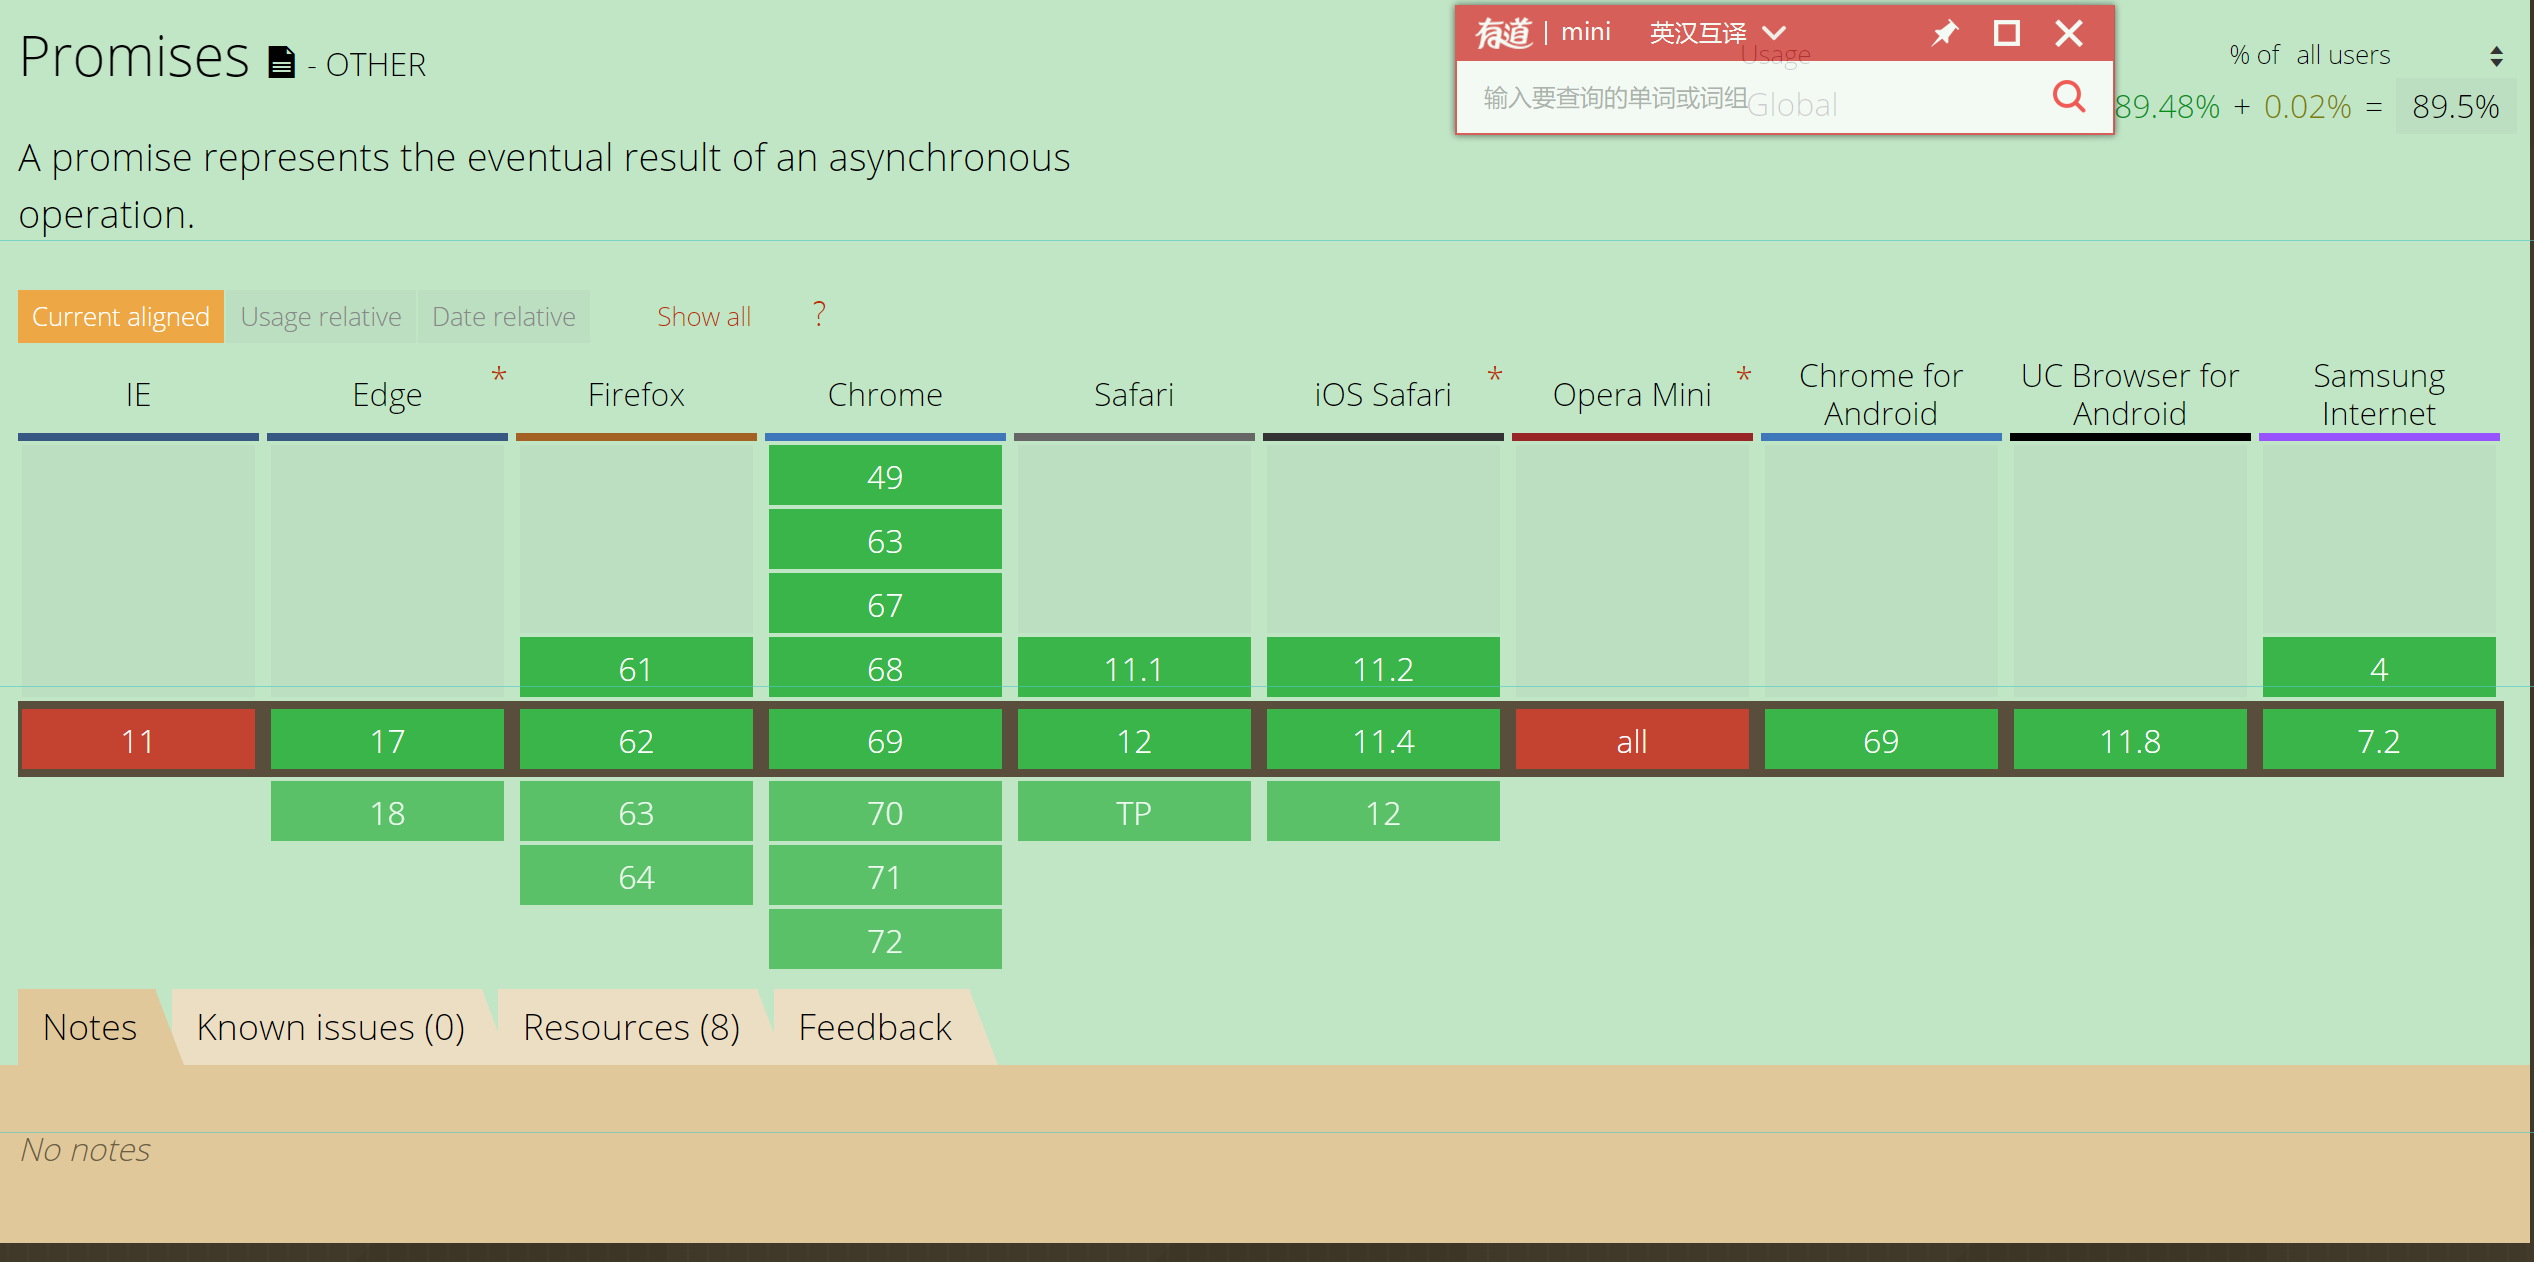 Promises - OTHER
有道 | mini 英汉互译
Usage
% of all users
输入要查询的单词或词组
Global
89.48% + 0.02% = 89.5%
A promise represents the eventual result of an asynchronous
operation.
Current aligned Usage relative Date relative Show all ?
IE Edge * Firefox Chrome Safari iOS Safari * Opera Mini * Chrome for Android UC Browser for Android Samsung Internet
49
63
67
61 68 11.1 11.2 4
11 17 62 69 12 11.4 all 69 11.8 7.2
18 63 70 TP 12
64 71
72
Notes Known issues (0) Resources (8) Feedback
No notes